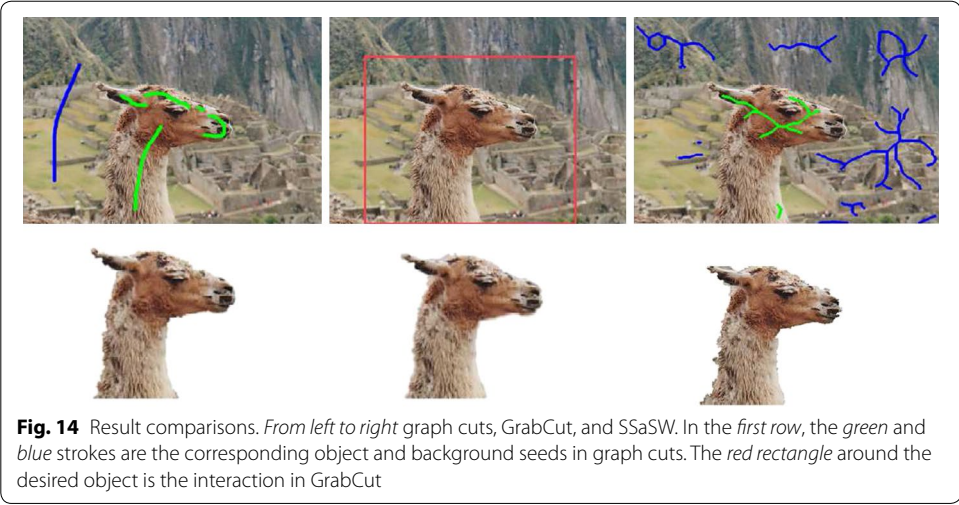 Fig. 14 Result comparisons. From left to right graph cuts, GrabCut, and SSaSW. In the first row, the green and
blue strokes are the corresponding object and background seeds in graph cuts. The red rectangle around the
desired object is the interaction in GrabCut